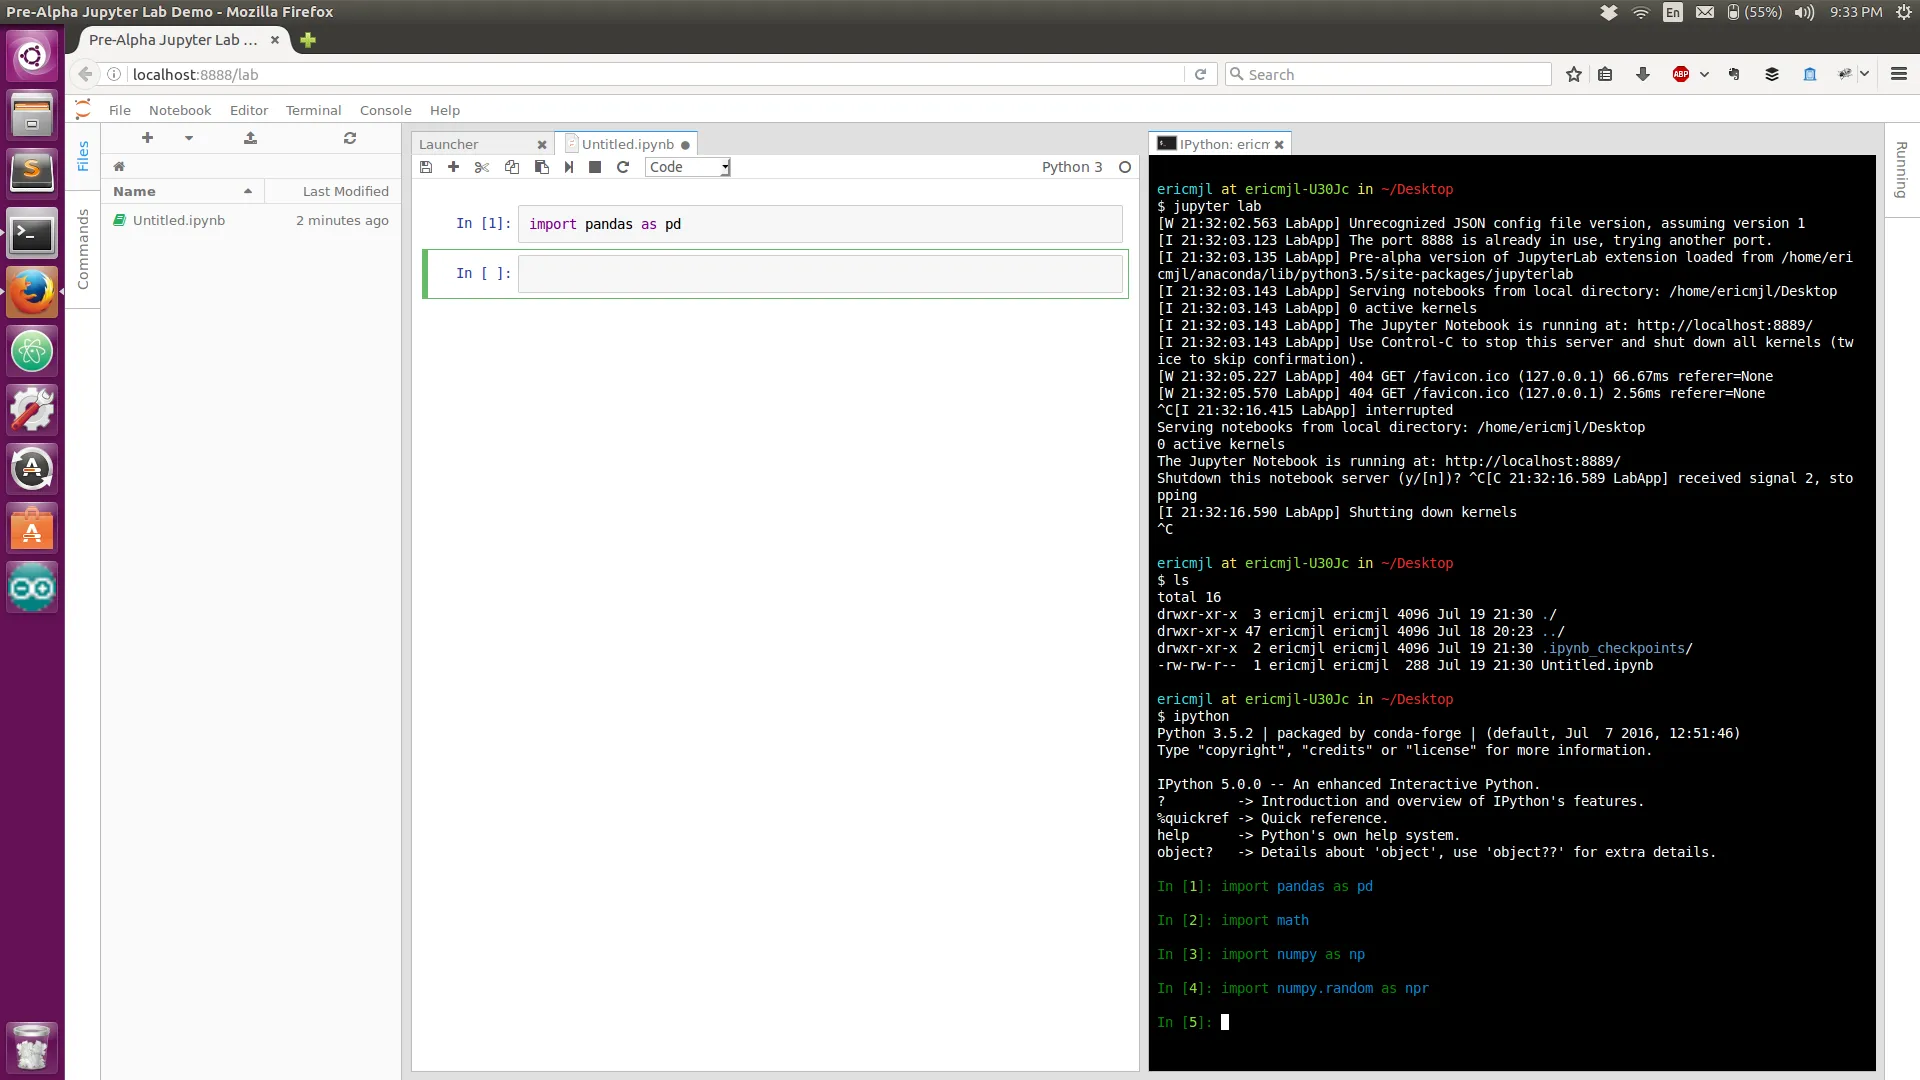 Pre-Alpha Jupyter Lab Demo - Mozilla Firefox
En
(55%)
9:33 PM
Pre-Alpha Jupyter Lab ...
localhost:8888/lab
Search
ABP
File Notebook Editor Terminal Console Help
Files
Commands
Name Last Modified
Untitled.ipynb 2 minutes ago
Launcher
Untitled.ipynb
Code
Python 3
In [1]: import pandas as pd
In [ ]:
IPython: ericm
ericmjl at ericmjl-U30Jc in ~/Desktop
$ jupyter lab
[W 21:32:02.563 LabApp] Unrecognized JSON config file version, assuming version 1
[I 21:32:03.123 LabApp] The port 8888 is already in use, trying another port.
[I 21:32:03.135 LabApp] Pre-alpha version of JupyterLab extension loaded from /home/eri
cmjl/anaconda/lib/python3.5/site-packages/jupyterlab
[I 21:32:03.143 LabApp] Serving notebooks from local directory: /home/ericmjl/Desktop
[I 21:32:03.143 LabApp] 0 active kernels
[I 21:32:03.143 LabApp] The Jupyter Notebook is running at: http://localhost:8889/
[I 21:32:03.143 LabApp] Use Control-C to stop this server and shut down all kernels (tw
ice to skip confirmation).
[W 21:32:05.227 LabApp] 404 GET /favicon.ico (127.0.0.1) 66.67ms referer=None
[W 21:32:05.570 LabApp] 404 GET /favicon.ico (127.0.0.1) 2.56ms referer=None
^C[I 21:32:16.415 LabApp] interrupted
Serving notebooks from local directory: /home/ericmjl/Desktop
0 active kernels
The Jupyter Notebook is running at: http://localhost:8889/
Shutdown this notebook server (y/[n])? ^C[C 21:32:16.589 LabApp] received signal 2, sto
pping
[I 21:32:16.590 LabApp] Shutting down kernels
^C
ericmjl at ericmjl-U30Jc in ~/Desktop
$ ls
total 16
drwxr-xr-x  3 ericmjl ericmjl 4096 Jul 19 21:30 ./
drwxr-xr-x 47 ericmjl ericmjl 4096 Jul 18 20:23 ../
drwxr-xr-x  2 ericmjl ericmjl 4096 Jul 19 21:30 .ipynb_checkpoints/
-rw-rw-r--  1 ericmjl ericmjl  288 Jul 19 21:30 Untitled.ipynb
ericmjl at ericmjl-U30Jc in ~/Desktop
$ ipython
Python 3.5.2 | packaged by conda-forge | (default, Jul  7 2016, 12:51:46)
Type "copyright", "credits" or "license" for more information.
IPython 5.0.0 -- An enhanced Interactive Python.
?         -> Introduction and overview of IPython's features.
%quickref -> Quick reference.
help      -> Python's own help system.
object?   -> Details about 'object', use 'object??' for extra details.
In [1]: import pandas as pd
In [2]: import math
In [3]: import numpy as np
In [4]: import numpy.random as npr
In [5]:
Running